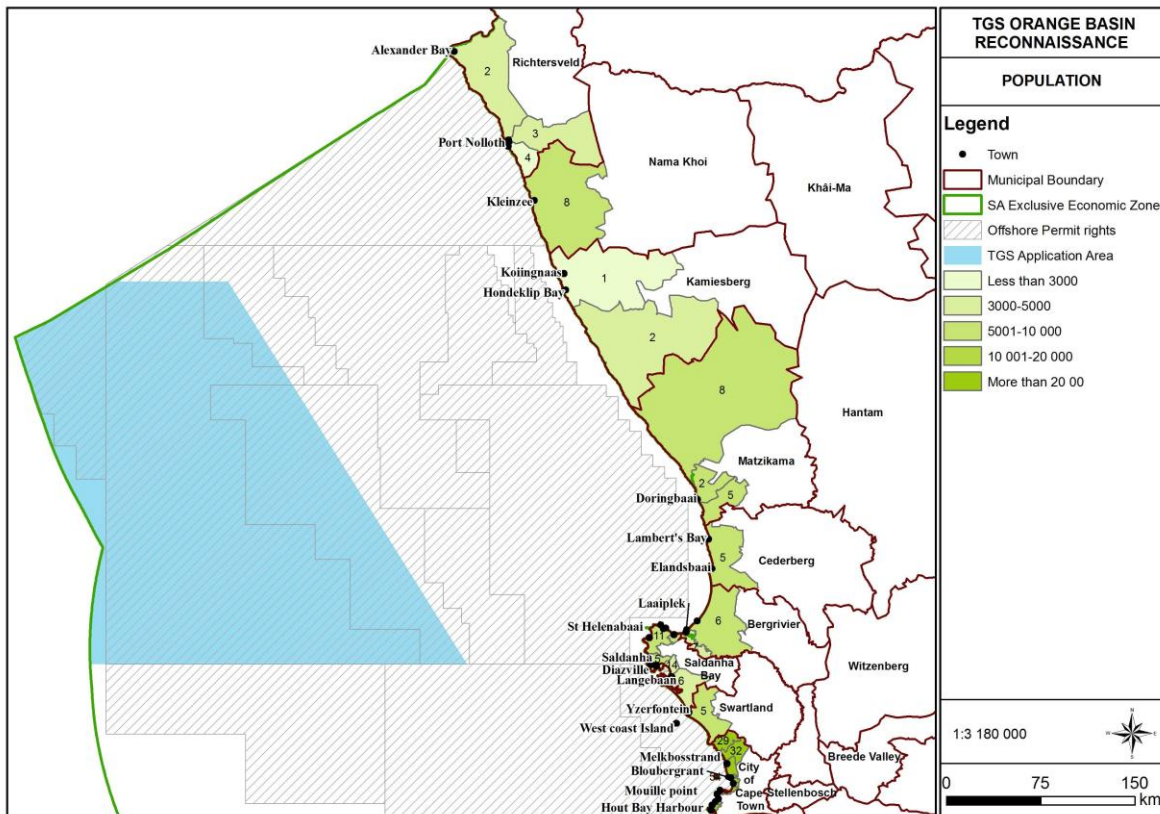 TGS ORANGE BASIN
RECONNAISSANCE
POPULATION
Legend
Town
Municipal Boundary
SA Exclusive Economic Zone
Offshore Permit rights
TGS Application Area
Less than 3000
3000-5000
5001-10 000
10 001-20 000
More than 20 00
1:3 180 000
N
W
E
S
0 75 150
km
Alexander Bay
2
Richtersveld
3
Port Nolloth
4
Nama Khoi
Khâi-Ma
Kleinzee
8
Koiingnaas
1
Kamiesberg
Hondeklip Bay
2
8
Hantam
Matzikama
2
5
Doringbaai
Lambert's Bay
5
Cederberg
Elandsbaai
Laaiplek
6
Bergrivier
St Helenabaai
11
Witzenberg
Saldanha
5
Saldanha
Bay
Diazville
14
Langebaan
6
Swartland
Yzerfontein
5
West coast Island
29
32
Melkbosstrand
Breede Valley
Bloubergrant
City
of
Cape
Town
Stellenbosch
Mouille point
Hout Bay Harbour